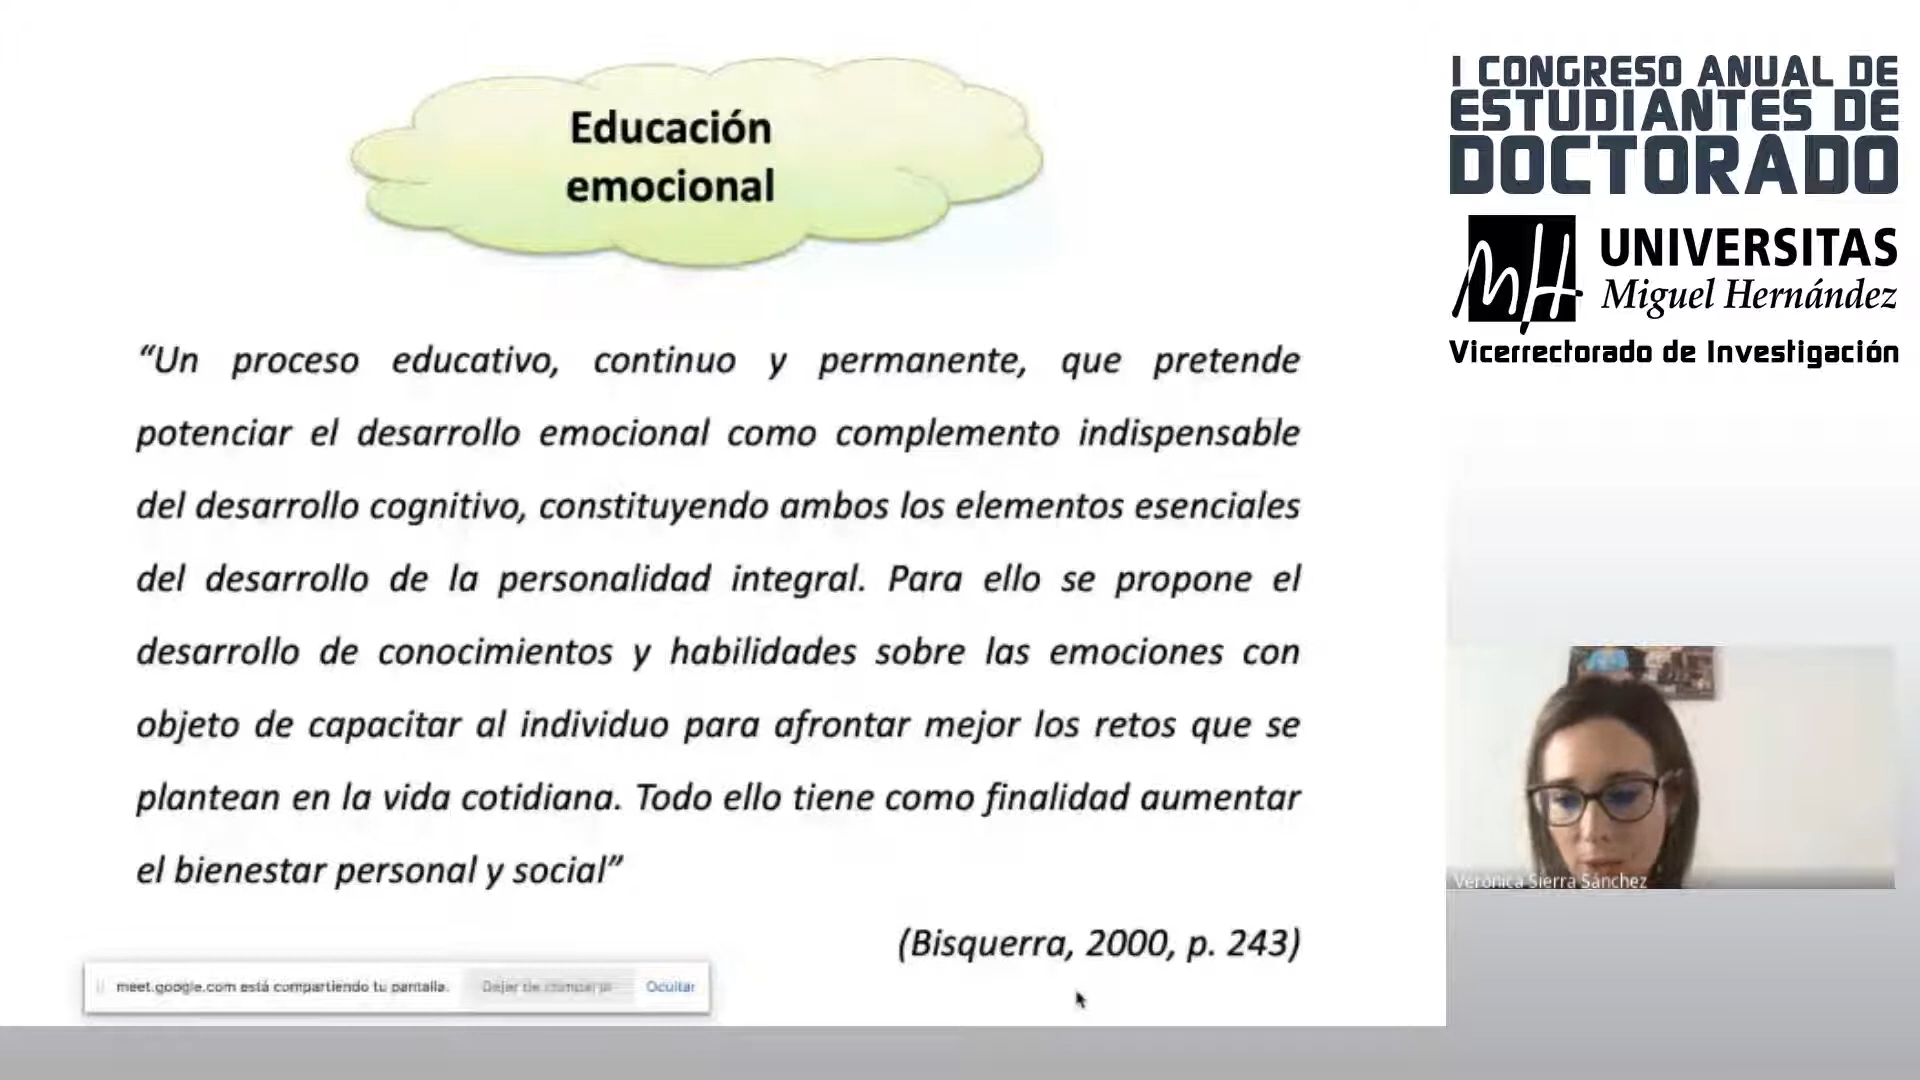 Educación
emocional
“Un proceso educativo, continuo y permanente, que pretende
potenciar el desarrollo emocional como complemento indispensable
del desarrollo cognitivo, constituyendo ambos los elementos esenciales
del desarrollo de la personalidad integral. Para ello se propone el
desarrollo de conocimientos y habilidades sobre las emociones con
objeto de capacitar al individuo para afrontar mejor los retos que se
plantean en la vida cotidiana. Todo ello tiene como finalidad aumentar
el bienestar personal y social”
(Bisquerra, 2000, p. 243)
meet.google.com está compartiendo tu pantalla. Dejar de compartir Ocultar
I CONGRESO ANUAL DE
ESTUDIANTES DE
DOCTORADO
MH
UNIVERSITAS
Miguel Hernández
Vicerrectorado de Investigación
Verónica Sierra Sánchez